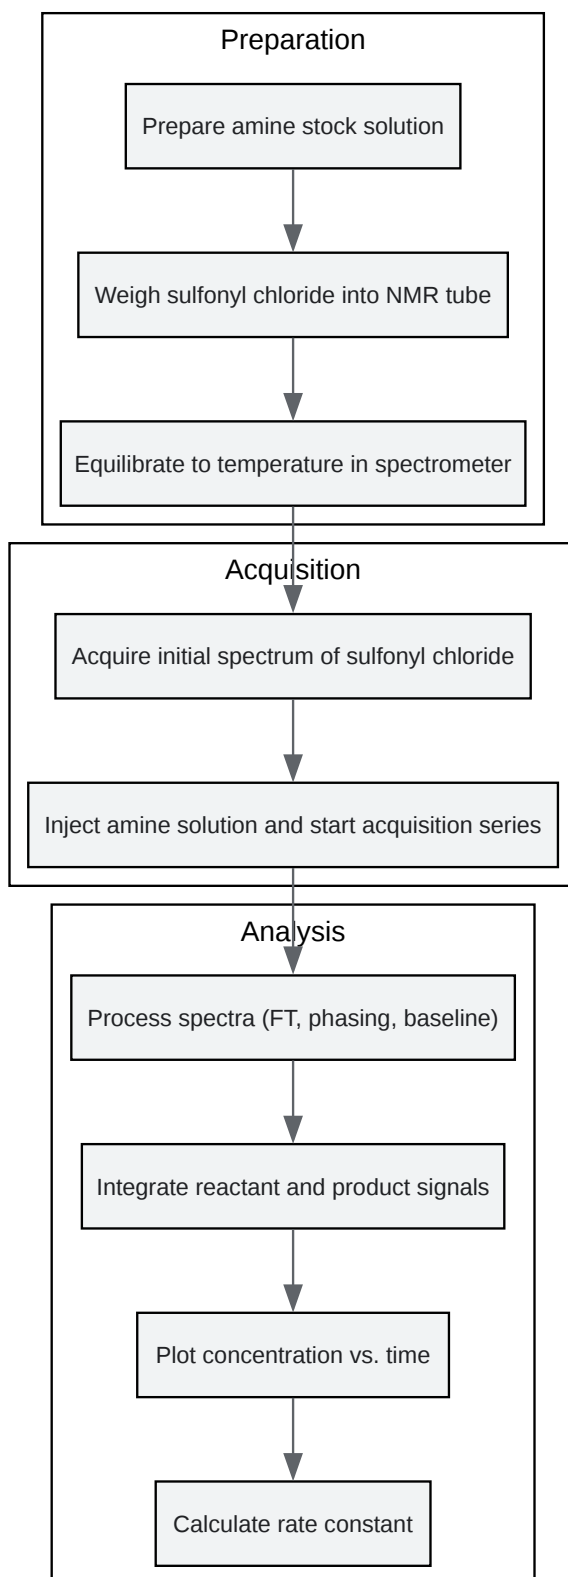 Preparation
Prepare amine stock solution
Weigh sulfonyl chloride into NMR tube
Equilibrate to temperature in spectrometer
Acquisition
Acquire initial spectrum of sulfonyl chloride
Inject amine solution and start acquisition series
Analysis
Process spectra (FT, phasing, baseline)
Integrate reactant and product signals
Plot concentration vs. time
Calculate rate constant